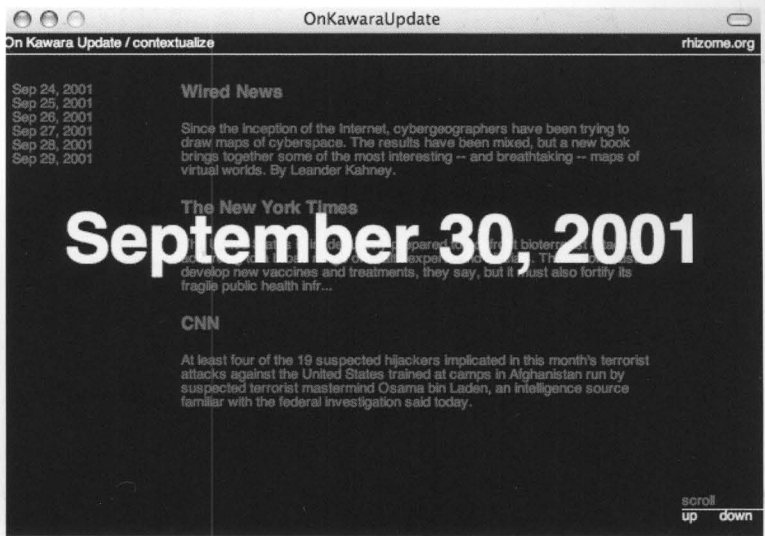 OnKawaraUpdate
On Kawara Update / contextualize
rhizome.org
Sep 24, 2001
Sep 25, 2001
Sep 26, 2001
Sep 27, 2001
Sep 28, 2001
Sep 29, 2001
Wired News
Since the inception of the Internet, cybergeographers have been trying to
draw maps of cyberspace. The results have been mixed, but a new book
brings together some of the most interesting -- and breathtaking -- maps of
virtual worlds. By Leander Kahney.
The New York Times
September 30, 2001
develop new vaccines and treatments, they say, but it must also fortify its
fragile public health infr...
CNN
At least four of the 19 suspected hijackers implicated in this month's terrorist
attacks against the United States trained at camps in Afghanistan run by
suspected terrorist mastermind Osama bin Laden, an intelligence source
familiar with the federal investigation said today.
scroll
up down